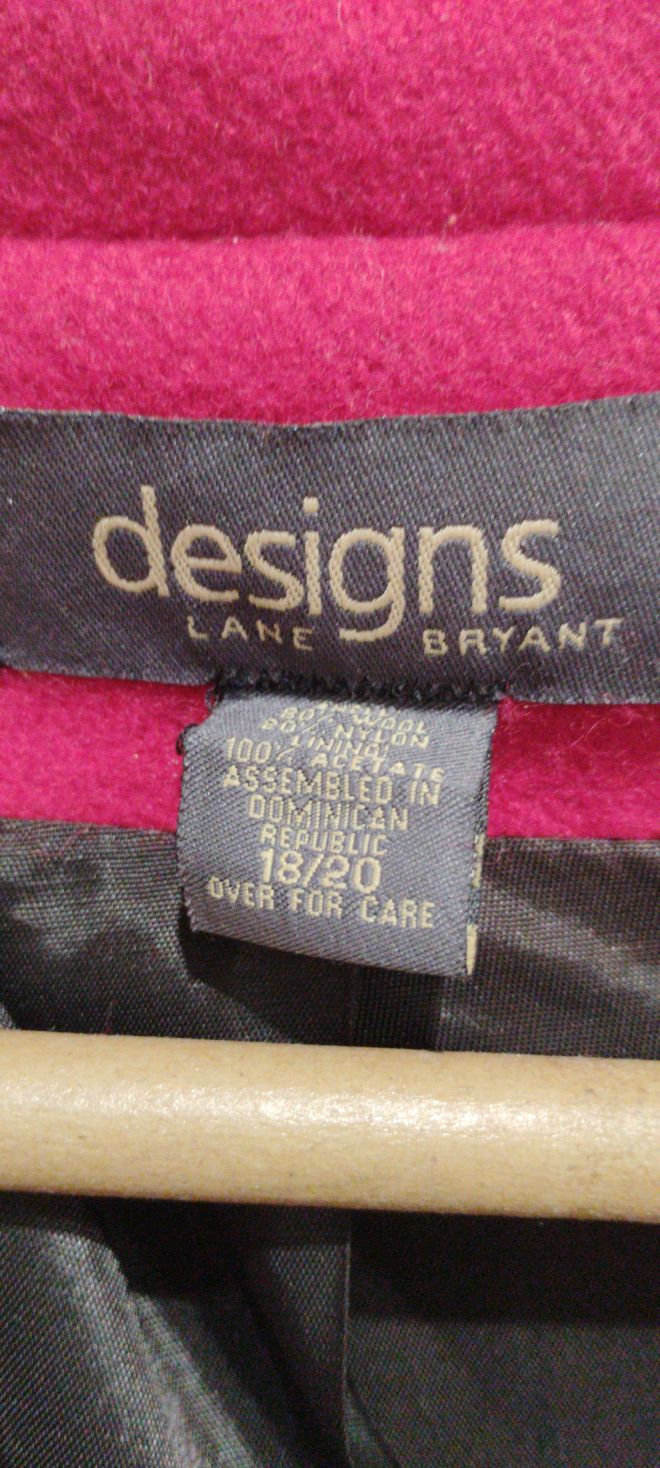 designs
LANE BRYANT
80% WOOL
20% NYLON
LINING:
100% ACETATE
ASSEMBLED IN
DOMINICAN
REPUBLIC
18/20
OVER FOR CARE